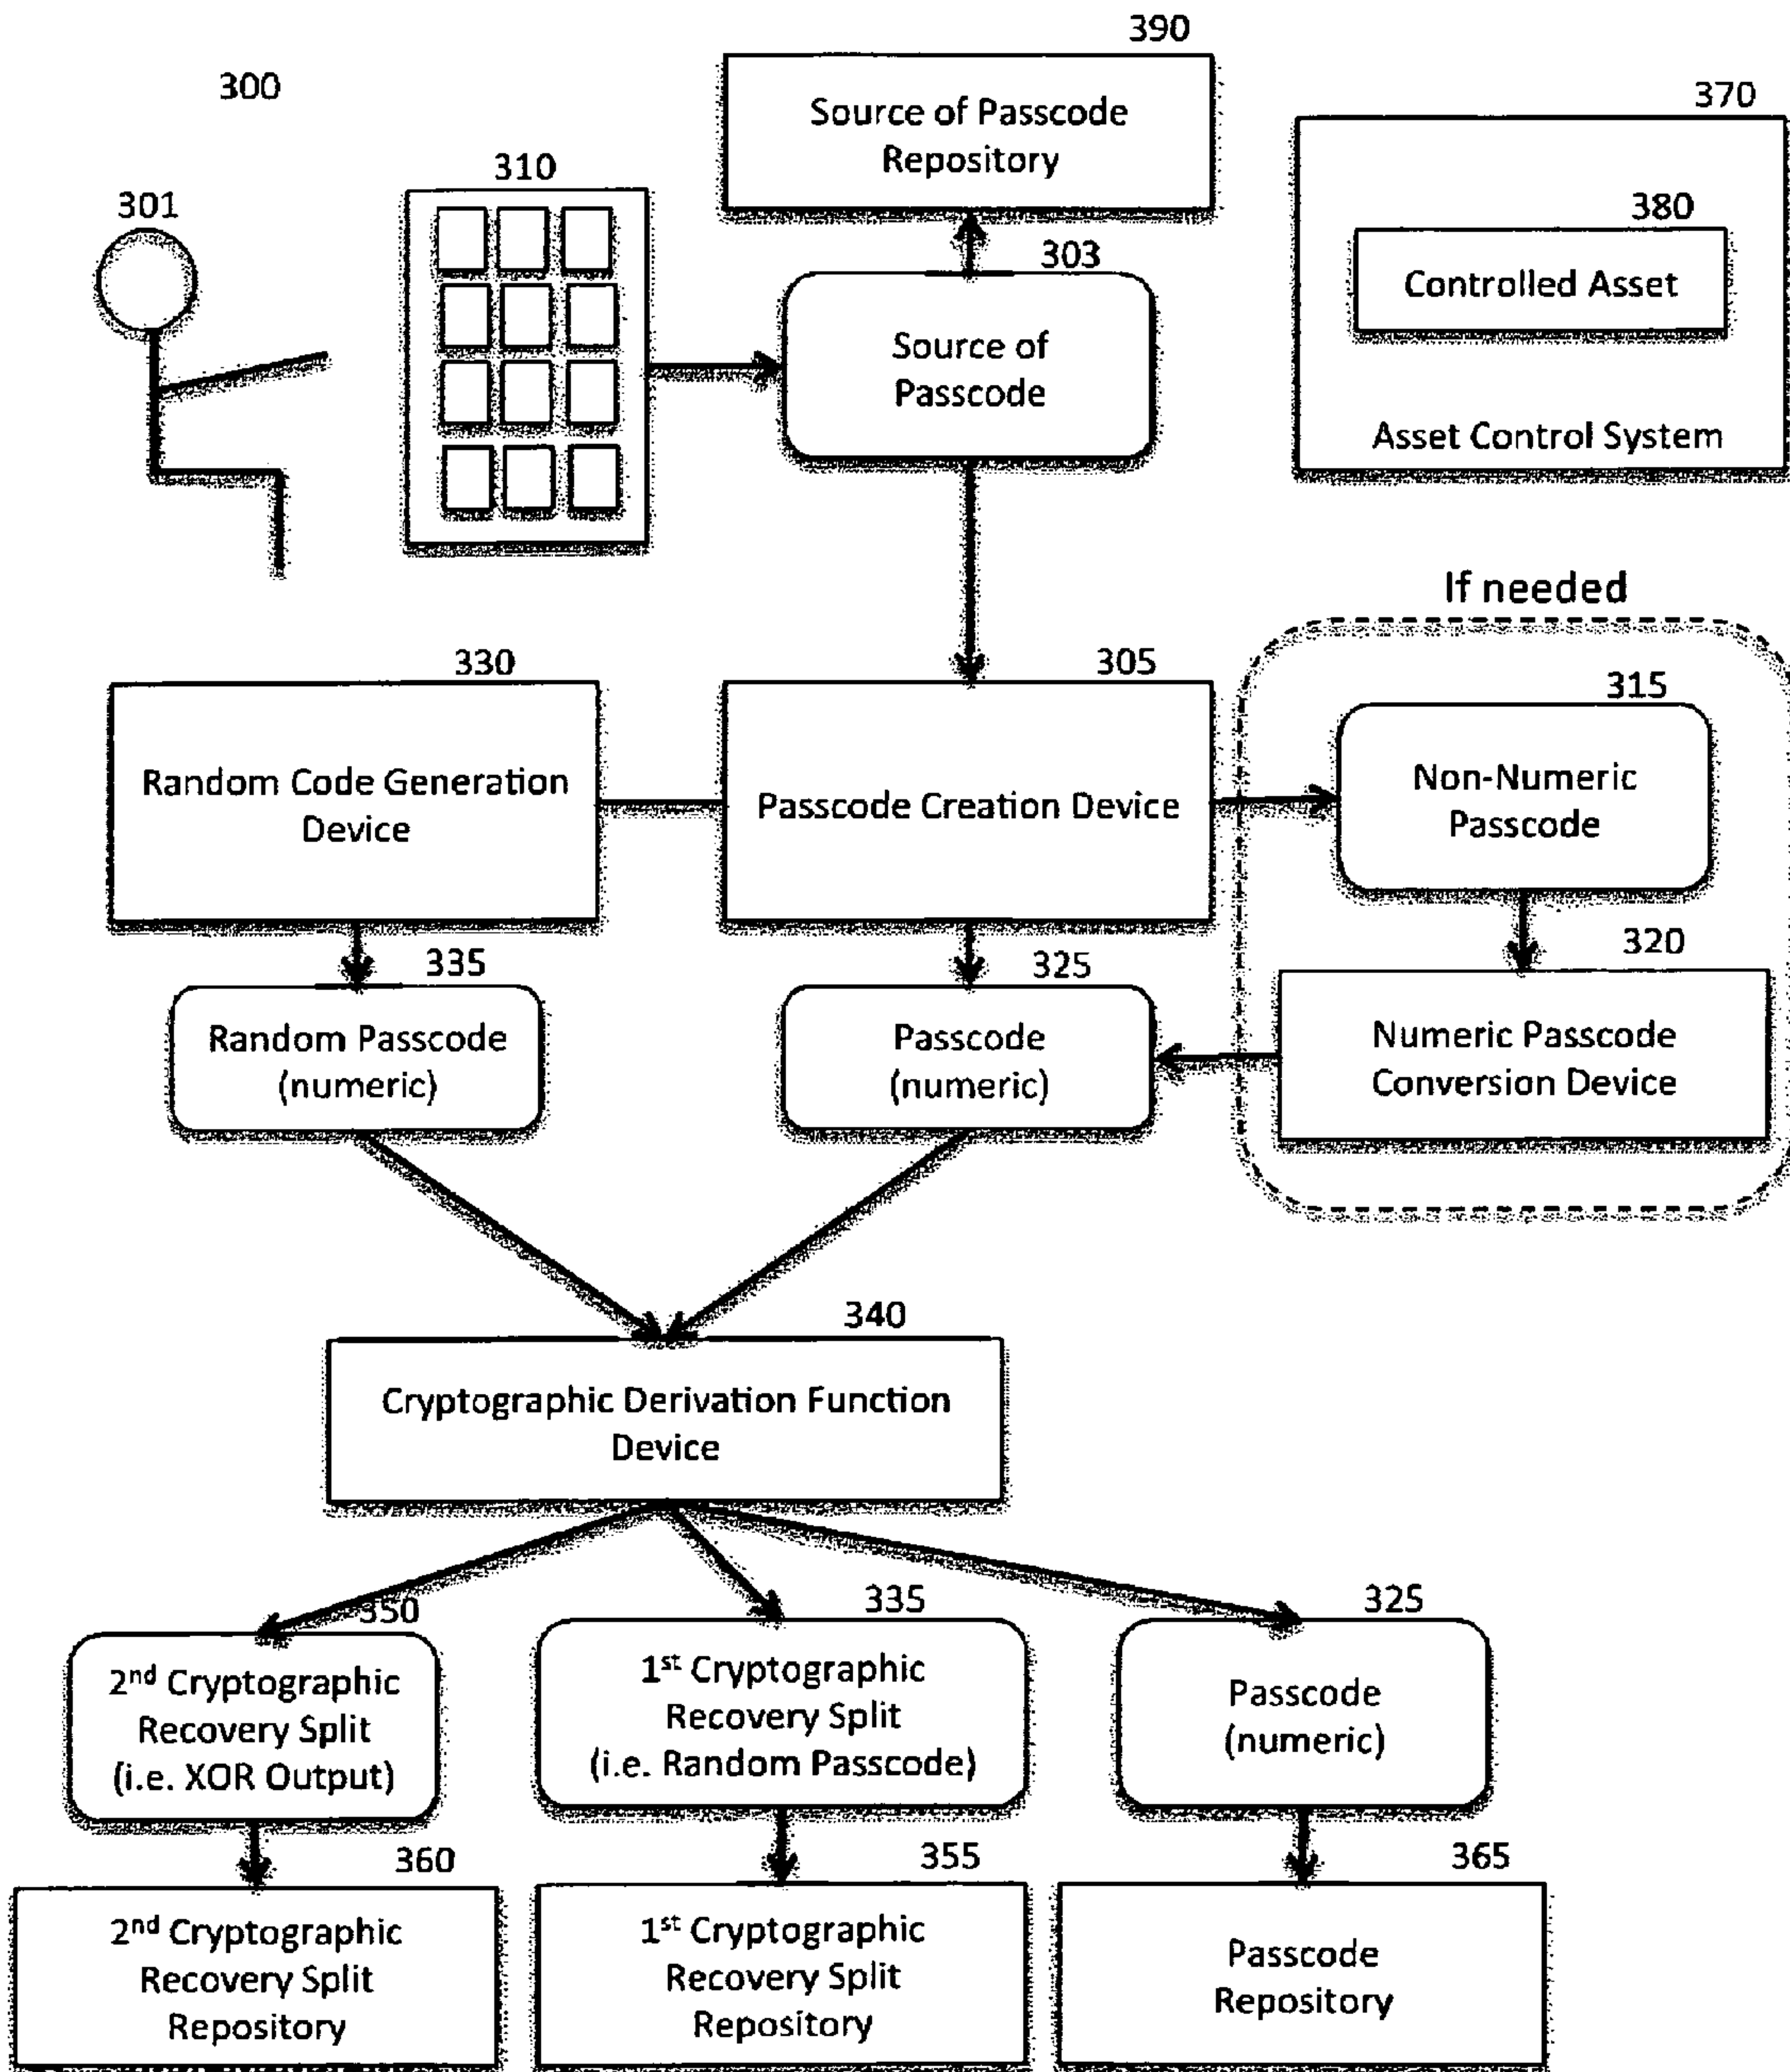 390
300
Source of Passcode
Repository
370
310
301
380
303
Controlled Asset
Source of
Passcode
Asset Control System
If needed
330
305
315
Random Code Generation
Device
Passcode Creation Device
Non-Numeric
Passcode
320
335
325
Random Passcode
(numeric)
Passcode
(numeric)
Numeric Passcode
Conversion Device
340
Cryptographic Derivation Function
Device
350
335
325
2nd Cryptographic
Recovery Split
(i.e. XOR Output)
1st Cryptographic
Recovery Split
(i.e. Random Passcode)
Passcode
(numeric)
360
355
365
2nd Cryptographic
Recovery Split
Repository
1st Cryptographic
Recovery Split
Repository
Passcode
Repository